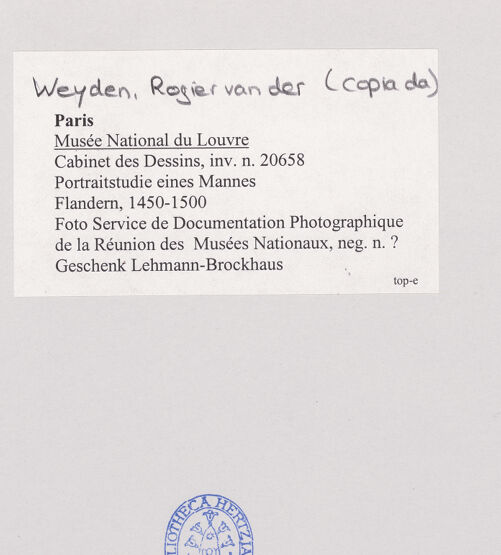 Weyden, Rogier van der (copia da)
Paris
Musée National du Louvre
Cabinet des Dessins, inv. n. 20658
Portraitstudie eines Mannes
Flandern, 1450-1500
Foto Service de Documentation Photographique
de la Réunion des Musées Nationaux, neg. n. ?
Geschenk Lehmann-Brockhaus
top-e